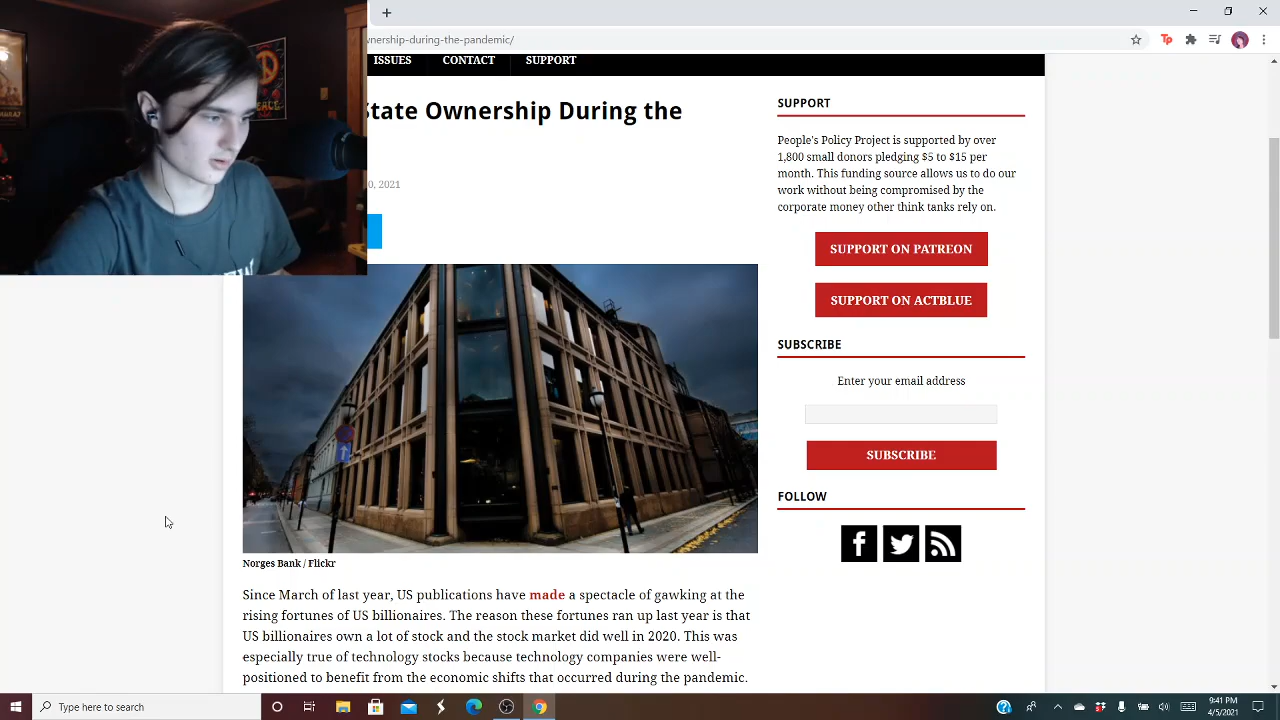 wnership-during-the-pandemic/
ISSUES CONTACT SUPPORT
State Ownership During the
0, 2021
Norges Bank / Flickr
Since March of last year, US publications have made a spectacle of gawking at the
rising fortunes of US billionaires. The reason these fortunes ran up last year is that
US billionaires own a lot of stock and the stock market did well in 2020. This was
especially true of technology stocks because technology companies were well-
positioned to benefit from the economic shifts that occurred during the pandemic.
SUPPORT
People's Policy Project is supported by over
1,800 small donors pledging $5 to $15 per
month. This funding source allows us to do our
work without being compromised by the
corporate money other think tanks rely on.
SUPPORT ON PATREON
SUPPORT ON ACTBLUE
SUBSCRIBE
Enter your email address
SUBSCRIBE
FOLLOW
Type here to search
9:41 PM
4/5/2021